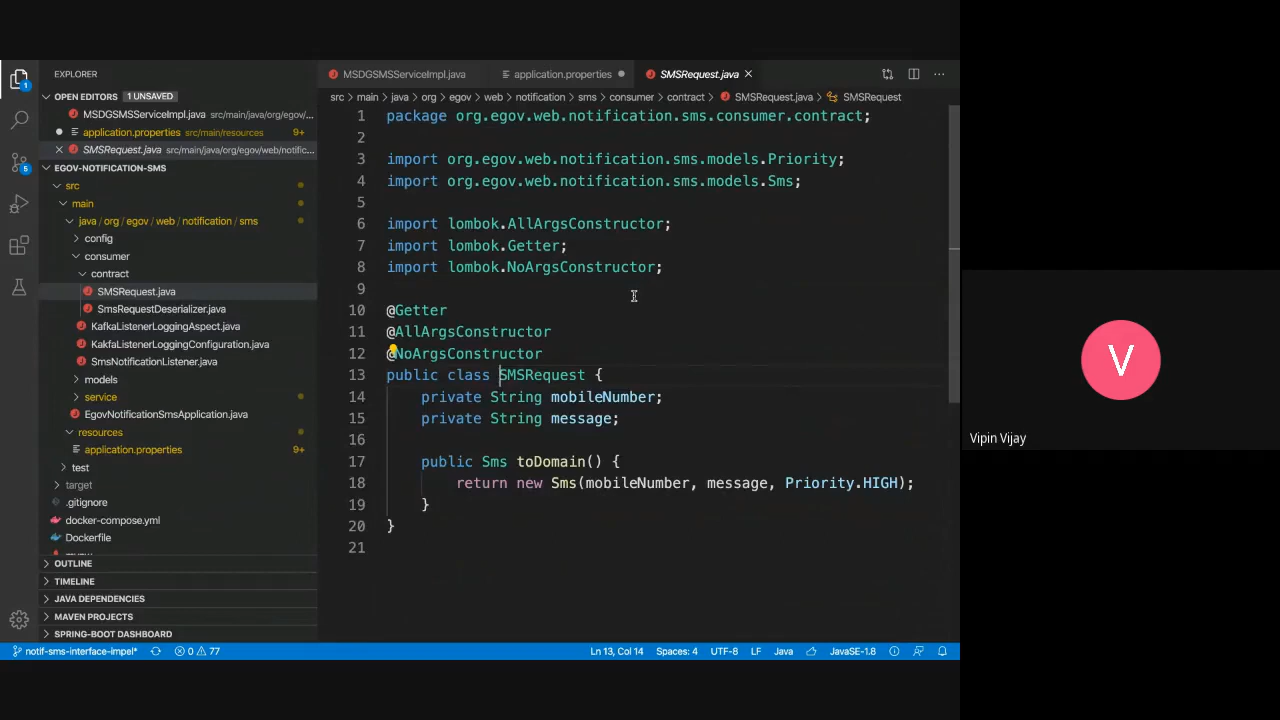 EXPLORER
OPEN EDITORS 1 UNSAVED
MSDGSMSServiceImpl.java src/main/java/org/egov/...
application.properties src/main/resources 9+
SMSRequest.java src/main/java/org/egov/web/notific...
EGOV-NOTIFICATION-SMS
src
main
java / org / egov / web / notification / sms
config
consumer
contract
SMSRequest.java
SmsRequestDeserializer.java
KafkaListenerLoggingAspect.java
KakfaListenerLoggingConfiguration.java
SmsNotificationListener.java
models
service
EgovNotificationSmsApplication.java
resources
application.properties 9+
test
target
.gitignore
docker-compose.yml
Dockerfile
OUTLINE
TIMELINE
JAVA DEPENDENCIES
MAVEN PROJECTS
SPRING-BOOT DASHBOARD
1
5
MSDGSMSServiceImpl.java application.properties SMSRequest.java
src › main › java › org › egov › web › notification › sms › consumer › contract › SMSRequest.java › SMSRequest
1 package org.egov.web.notification.sms.consumer.contract;
2
3 import org.egov.web.notification.sms.models.Priority;
4 import org.egov.web.notification.sms.models.Sms;
5
6 import lombok.AllArgsConstructor;
7 import lombok.Getter;
8 import lombok.NoArgsConstructor;
9
10 @Getter
11 @AllArgsConstructor
12 @NoArgsConstructor
13 public class SMSRequest {
14 private String mobileNumber;
15 private String message;
16
17 public Sms toDomain() {
18 return new Sms(mobileNumber, message, Priority.HIGH);
19 }
20 }
21
notif-sms-interface-impel* 0 77 Ln 13, Col 14 Spaces: 4 UTF-8 LF Java JavaSE-1.8
V
Vipin Vijay